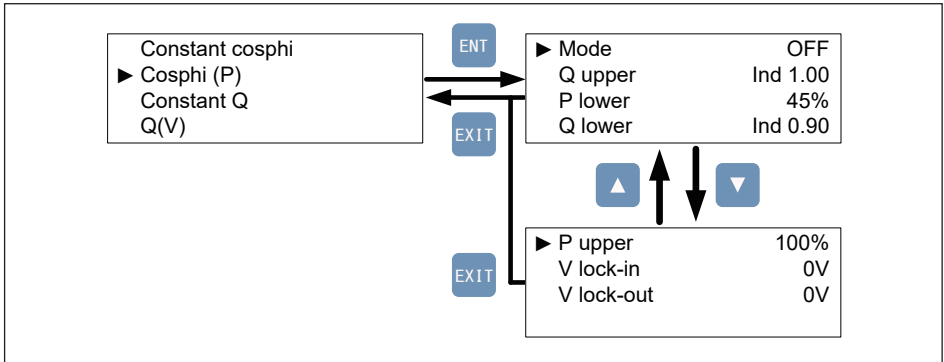 Constant cosphi
▶ Cosphi (P)
Constant Q
Q(V)
ENT
EXIT
▶ Mode OFF
Q upper Ind 1.00
P lower 45%
Q lower Ind 0.90
▲ ▼
EXIT
▶ P upper 100%
V lock-in 0V
V lock-out 0V